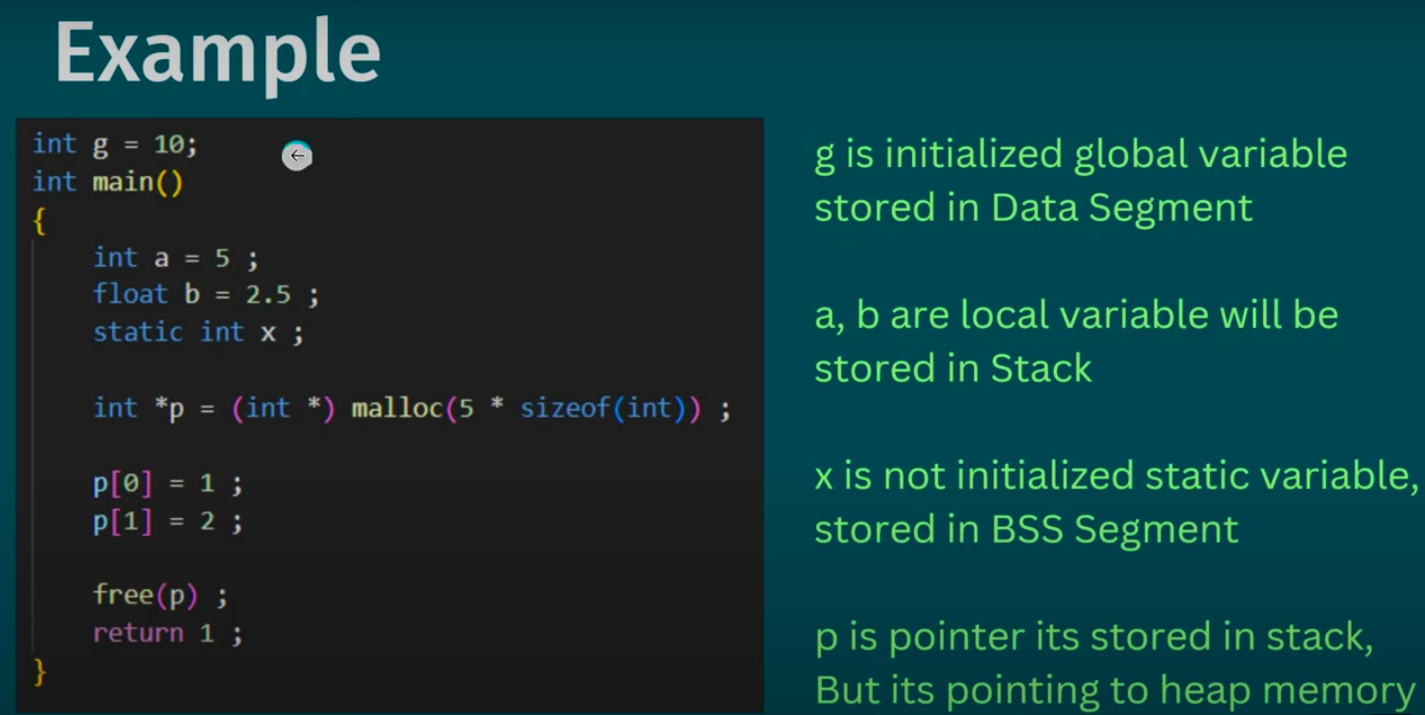 Example
int g = 10;
int main()
{
int a = 5 ;
float b = 2.5 ;
static int x ;
int *p = (int *) malloc(5 * sizeof(int)) ;
p[0] = 1 ;
p[1] = 2 ;
free(p) ;
return 1 ;
}
g is initialized global variable
stored in Data Segment
a, b are local variable will be
stored in Stack
x is not initialized static variable,
stored in BSS Segment
p is pointer its stored in stack,
But its pointing to heap memory